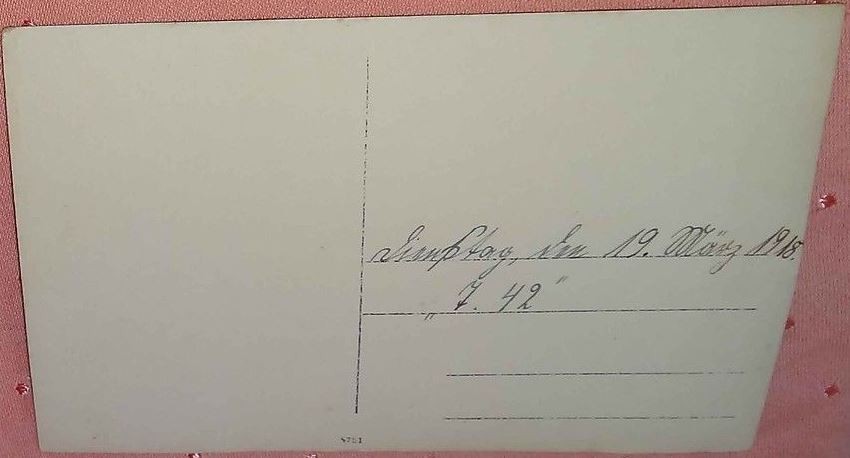 Dienstag, den 19. März 1918.
„7. 42“